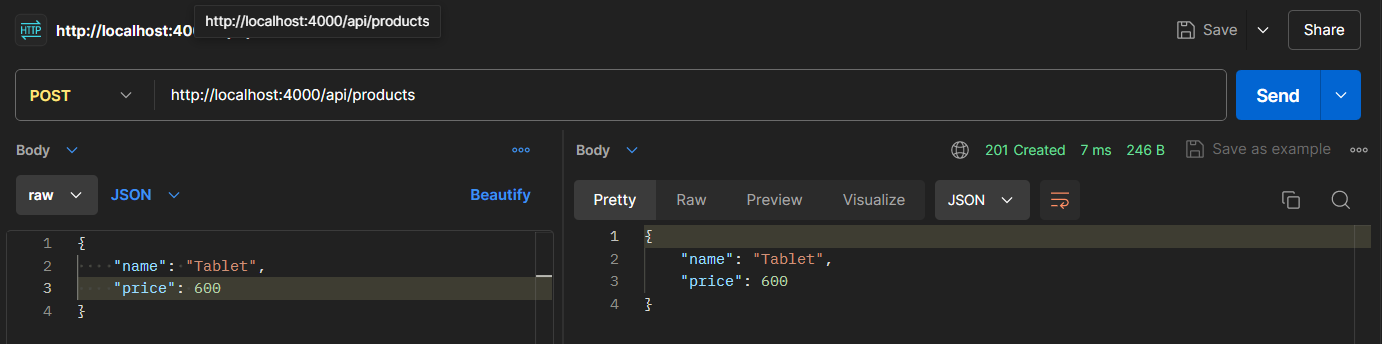 http://localhost:4000/api/products
HTTP http://localhost:40
Save
Share
POST http://localhost:4000/api/products
Send
Body
raw JSON Beautify
1 {
2 "name": "Tablet",
3 "price": 600
4 }
Body 201 Created 7 ms 246 B Save as example
Pretty Raw Preview Visualize JSON
1 {
2 "name": "Tablet",
3 "price": 600
4 }